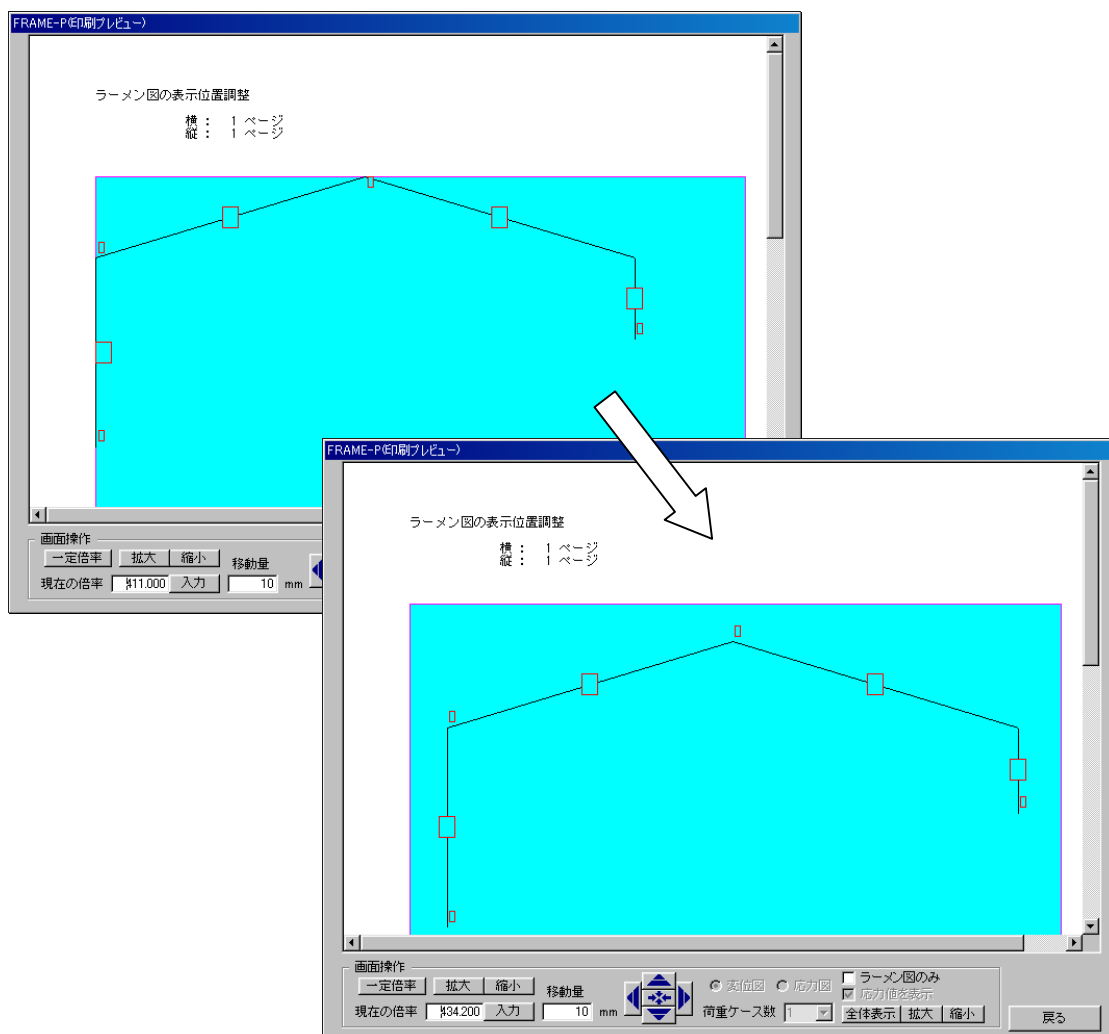 FRAME-P(印刷プレビュー)
ラーメン図の表示位置調整
横： 1 ページ
縦： 1 ページ
画面操作
一定倍率 拡大 縮小 移動量
現在の倍率 入力 10 mm
FRAME-P(印刷プレビュー)
ラーメン図の表示位置調整
横： 1 ページ
縦： 1 ページ
画面操作
一定倍率 拡大 縮小 移動量 変位図 応力図 ラーメン図のみ
応力値を表示
現在の倍率 入力 10 mm 荷重ケース数 1 全体表示 拡大 縮小 戻る